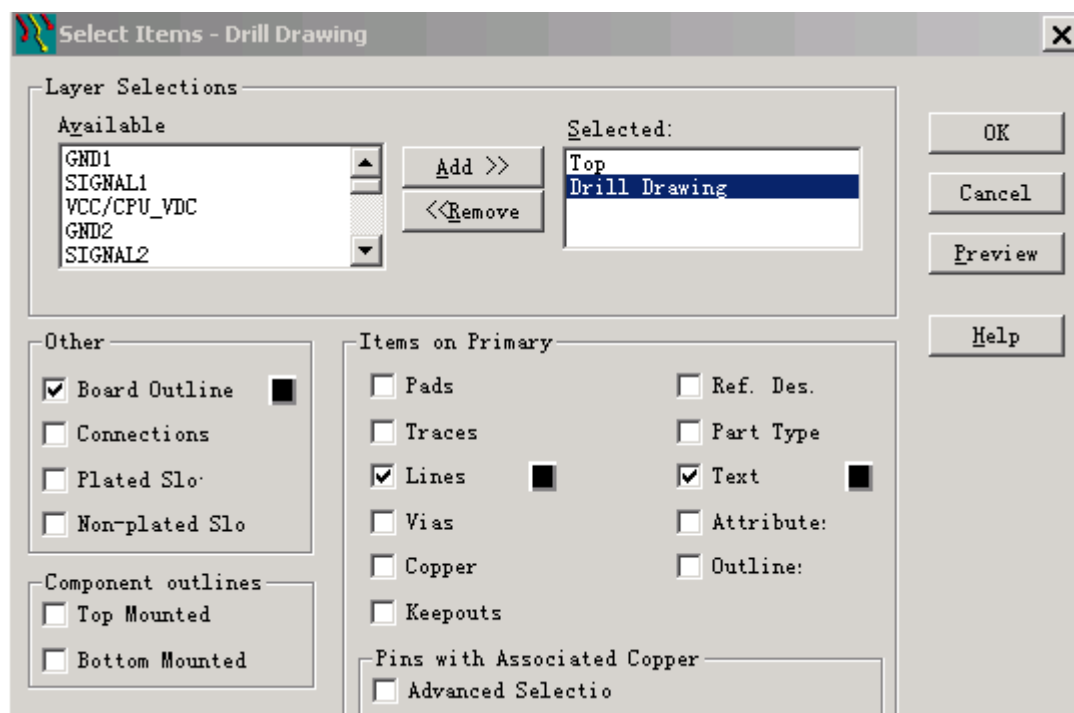 Select Items - Drill Drawing
Layer Selections
Available
GND1
SIGNAL1
VCC/CPU_VDC
GND2
SIGNAL2
Add >>
<<Remove
Selected:
Top
Drill Drawing
OK
Cancel
Preview
Help
Other
Board Outline
Connections
Plated Slo
Non-plated Slo
Component outlines
Top Mounted
Bottom Mounted
Items on Primary
Pads
Traces
Lines
Vias
Copper
Keepouts
Ref. Des.
Part Type
Text
Attribute:
Outline:
Pins with Associated Copper
Advanced Selectio